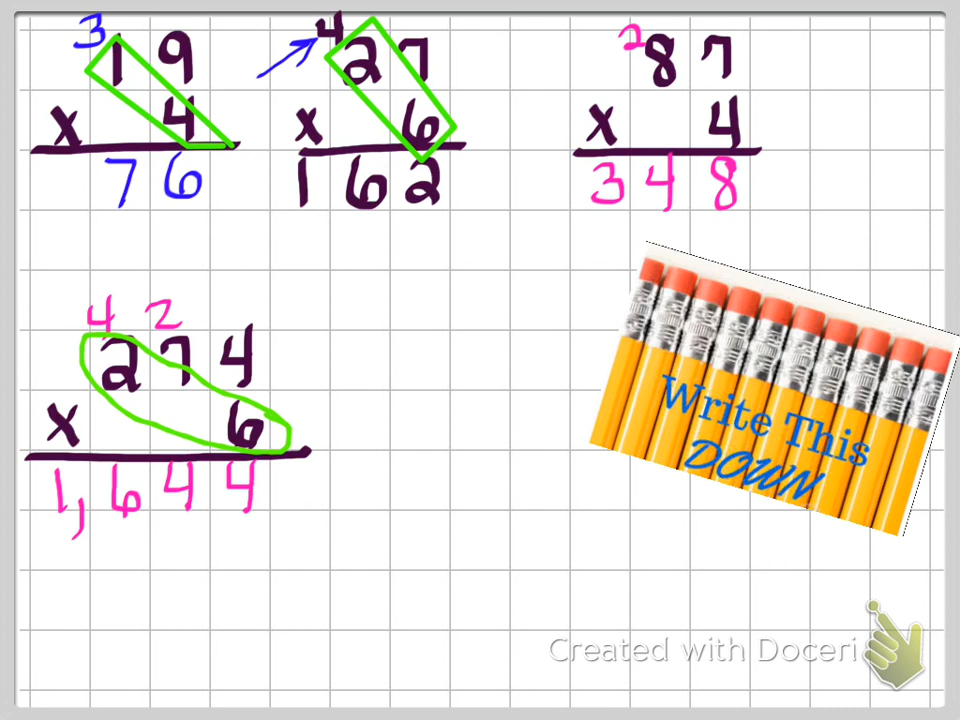 3
19
x 4
76
4
27
x 6
162
2
87
x 4
348
4 2
274
x 6
1,644
Write This
DOWN
Created with Doceri